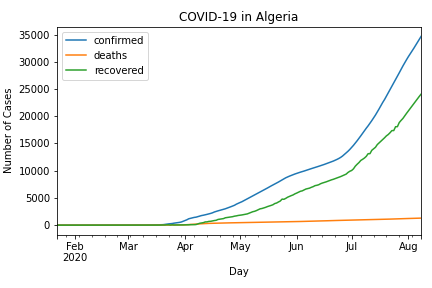 COVID-19 in Algeria
confirmed
deaths
recovered
Number of Cases
35000
30000
25000
20000
15000
10000
5000
0
Feb Mar Apr May Jun Jul Aug
2020
Day